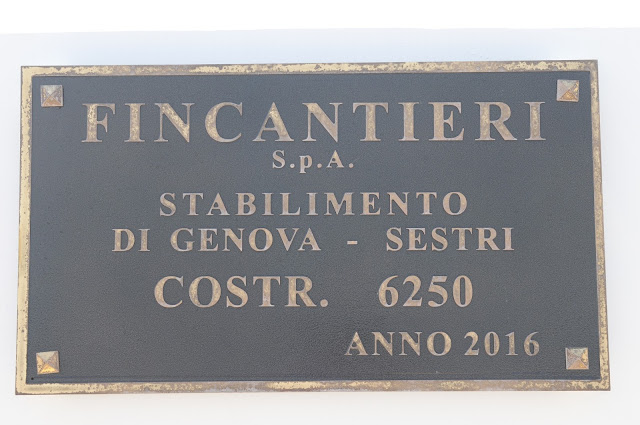 FINCANTIERI
S.p.A.
STABILIMENTO
DI GENOVA - SESTRI
COSTR. 6250
ANNO 2016